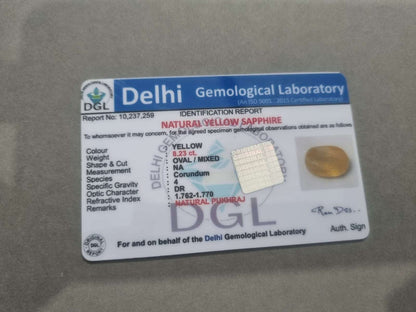 DGL
Delhi Gemological Laboratory
(An ISO 9001 : 2015 Certified Laboratory)
IDENTIFICATION REPORT
Report No: 10,237,259
NATURAL YELLOW SAPPHIRE
To whomsoever it may concern, for the agreed specimen gemological observations obtained are as follows.
Colour YELLOW
Weight 8.23 ct.
Shape & Cut OVAL / MIXED
Measurement NA
Species Corundum
Specific Gravity 4
Optic Character DR
Refractive Index 1.762-1.770
Remarks NATURAL PUKHRAJ
DGL
For and on behalf of the Delhi Gemological Laboratory
Auth. Sign
DGL